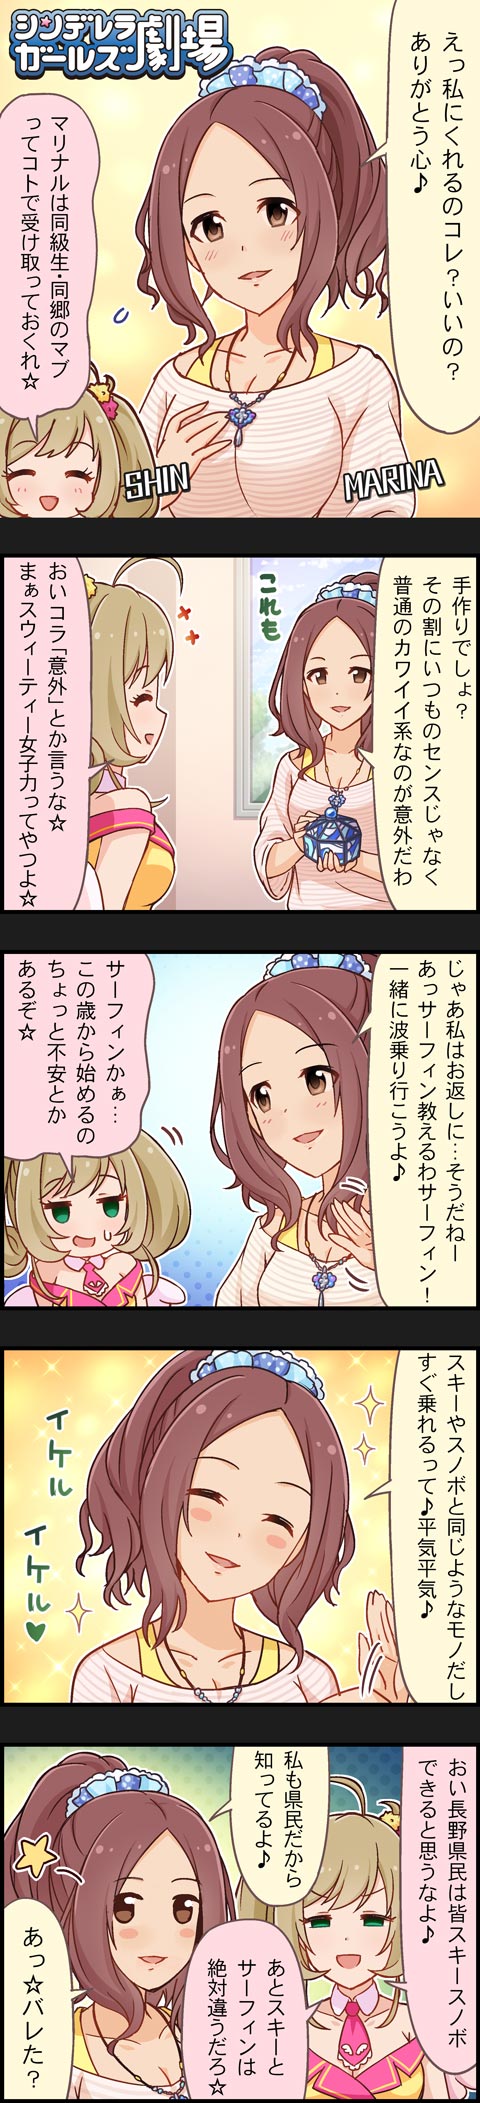 シンデレラ
ガールズ劇場
えっ私にくれるのコレ?いいの?
ありがとう心♪
マリナルは同級生・同郷のマブ
ってコトで受け取っておくれ☆
SHIN
MARINA
手作りでしょ?
その割にいつものセンスじゃなく
普通のカワイイ系なのが意外だわ
これも
おいコラ「意外」とか言うな☆
まぁスウィーティー女子力ってやつよ☆
じゃあ私はお返しに…そうだねー
あっサーフィン教えるわサーフィン!
一緒に波乗り行こうよ♪
サーフィンかぁ…
この歳から始めるの
ちょっと不安とか
あるぞ☆
スキーやスノボと同じようなモノだし
すぐ乗れるって♪平気平気♪
イケル
イケル♥
おい長野県民は皆スキースノボ
できると思うなよ♪
私も県民だから
知ってるよ♪
あとスキーと
サーフィンは
絶対違うだろ☆
あっ☆バレた?